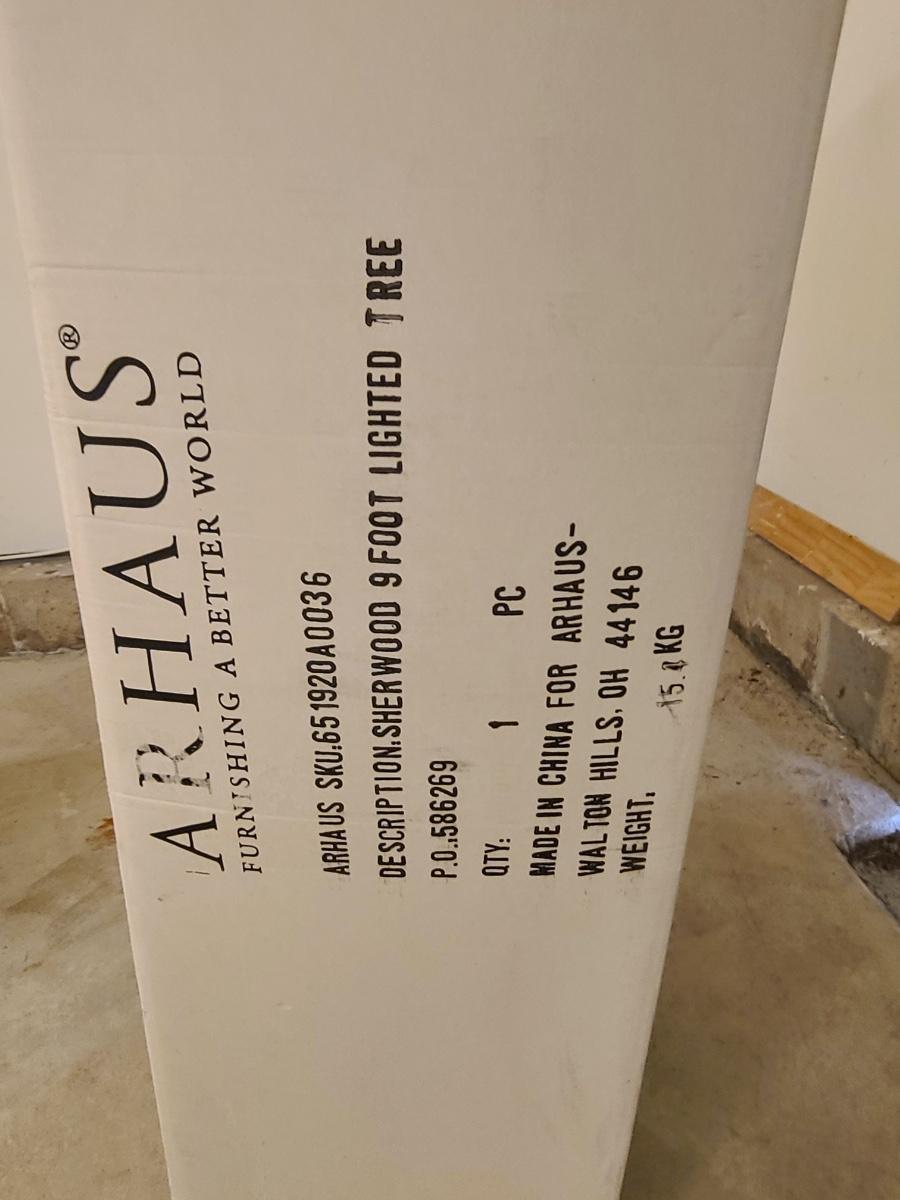 ARHAUS®
FURNISHING A BETTER WORLD
ARHAUS SKU:651920A0036
DESCRIPTION:SHERWOOD 9 FOOT LIGHTED TREE
P.O.:586269
QTY: 1 PC
MADE IN CHINA FOR ARHAUS-
WALTON HILLS, OH 44146
WEIGHT, KG